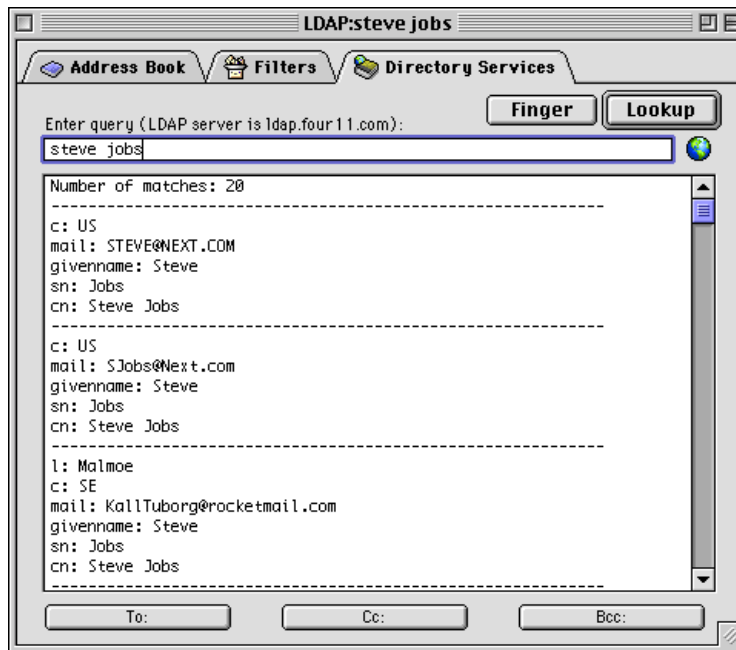 LDAP:steve jobs
Address Book Filters Directory Services
Finger Lookup
Enter query (LDAP server is ldap.four11.com):
steve jobs
Number of matches: 20
----------------------------------------------------------------------
c: US
mail: STEVE@NEXT.COM
givenname: Steve
sn: Jobs
cn: Steve Jobs
----------------------------------------------------------------------
c: US
mail: SJobs@Next.com
givenname: Steve
sn: Jobs
cn: Steve Jobs
----------------------------------------------------------------------
l: Malmoe
c: SE
mail: KallTuborg@rocketmail.com
givenname: Steve
sn: Jobs
cn: Steve Jobs
----------------------------------------------------------------------
To: Cc: Bcc: